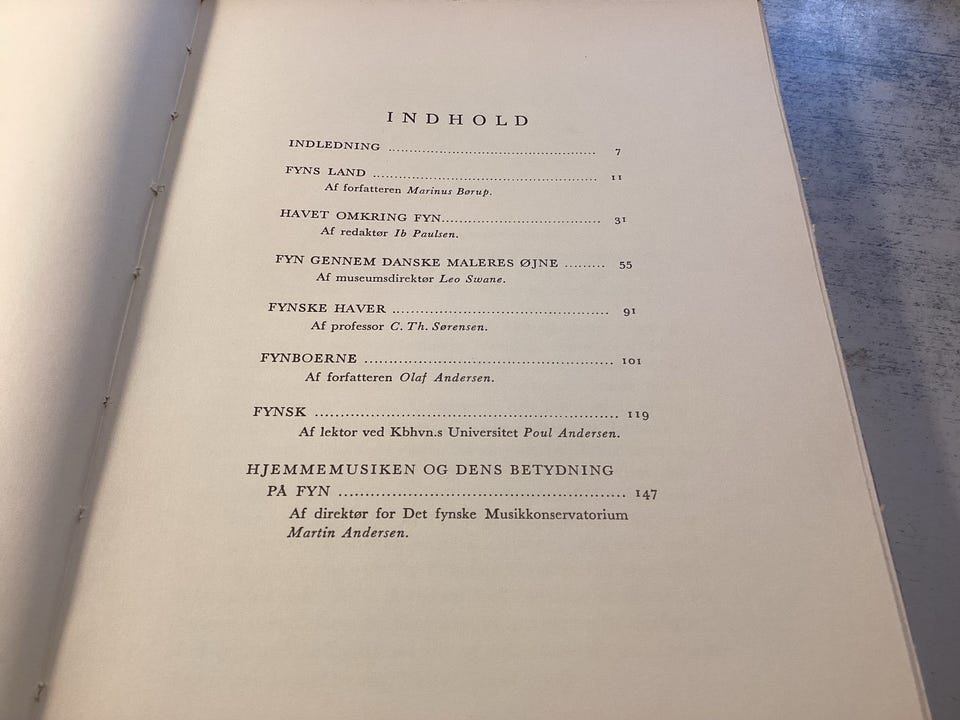 INDHOLD
INDLEDNING .................................................. 7
FYNS LAND ...................................................... 11
Af forfatteren Marinus Børup.
HAVET OMKRING FYN...................................... 31
Af redaktør Ib Paulsen.
FYN GENNEM DANSKE MALERES ØJNE ......... 55
Af museumsdirektør Leo Swane.
FYNSKE HAVER .................................................. 91
Af professor C. Th. Sørensen.
FYNBOERNE ...................................................... 101
Af forfatteren Olaf Andersen.
FYNSK ................................................................ 119
Af lektor ved Kbhvn.s Universitet Poul Andersen.
HJEMMEMUSIKEN OG DENS BETYDNING
PÅ FYN .......................................................... 147
Af direktør for Det fynske Musikkonservatorium
Martin Andersen.